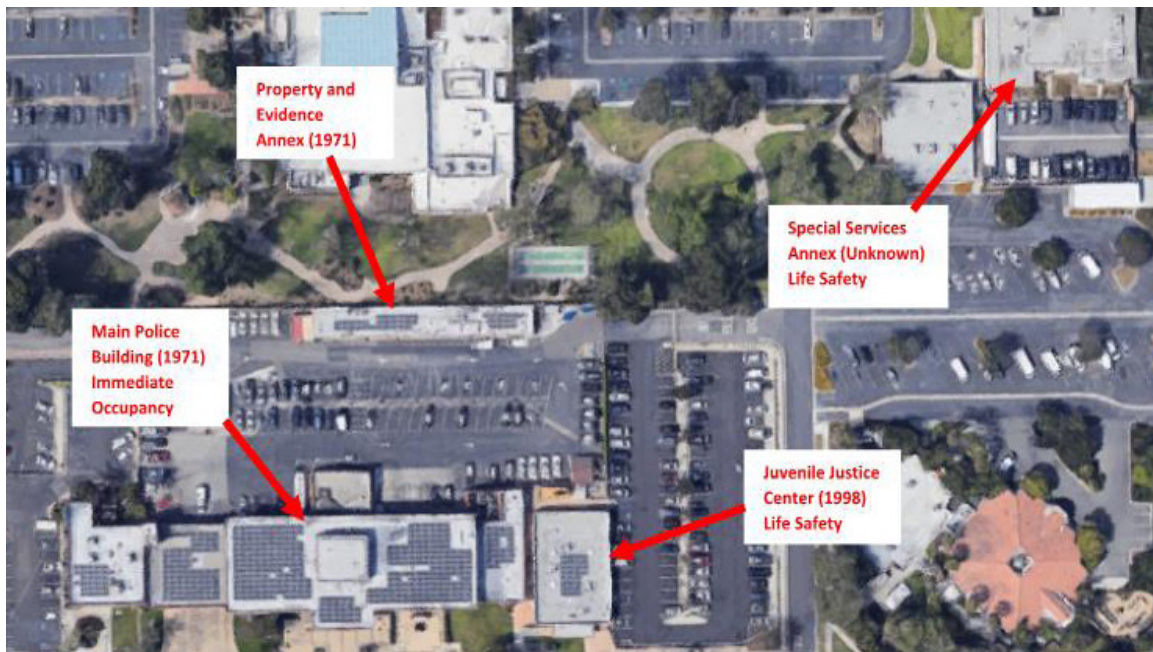 Property and
Evidence
Annex (1971)
Special Services
Annex (Unknown)
Life Safety
Main Police
Building (1971)
Immediate
Occupancy
Juvenile Justice
Center (1998)
Life Safety